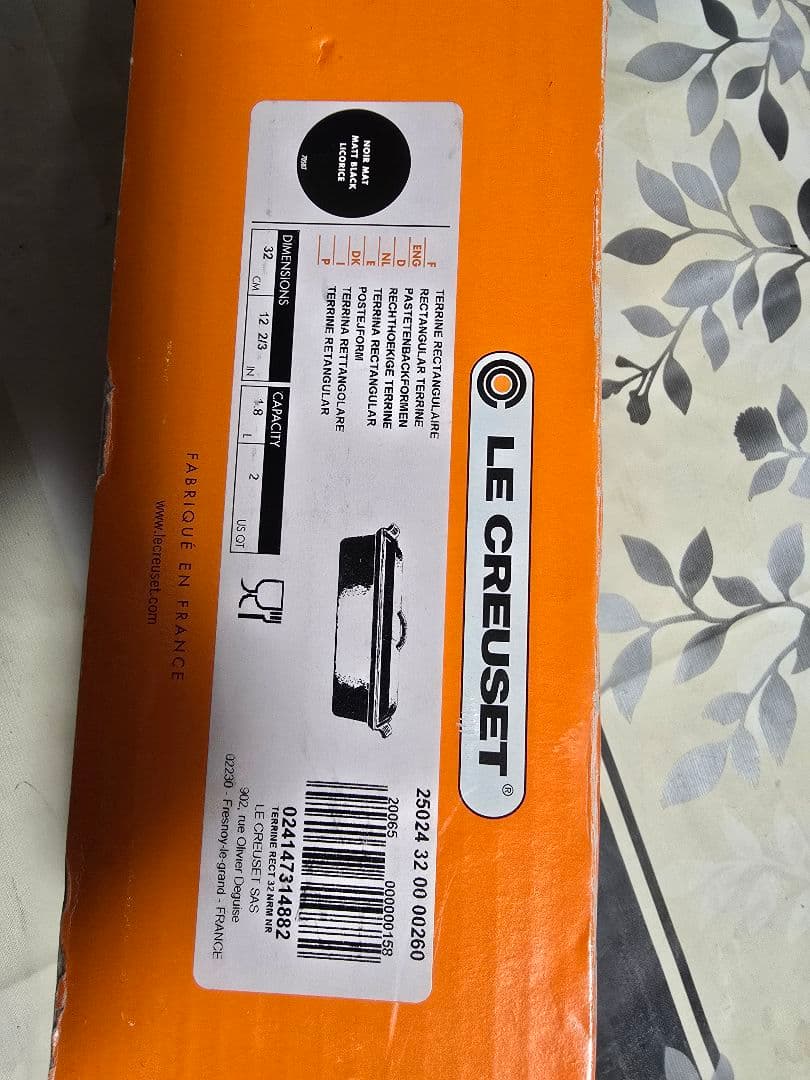 LE CREUSET®
NOIR MAT
MATT BLACK
LICORICE
F TERRINE RECTANGULAIRE
ENG RECTANGULAR TERRINE
D PASTETENBACKFORMEN
NL RECHTHOEKIGE TERRINE
E TERRINA RECTANGULAR
DK POSTEJFORM
I TERRINA RETTANGOLARE
P TERRINE RETANGULAR
DIMENSIONS CAPACITY
32 CM 12 2/3 IN 1.8 L 2 US QT
25024 32 00 00260
20065 000000158
024147314882
TERRINE RECT 32 NRM NR
LE CREUSET SAS
902, rue Olivier Deguise
02230 - Fresnoy-le-grand - FRANCE
FABRIQUÉ EN FRANCE
www.lecreuset.com